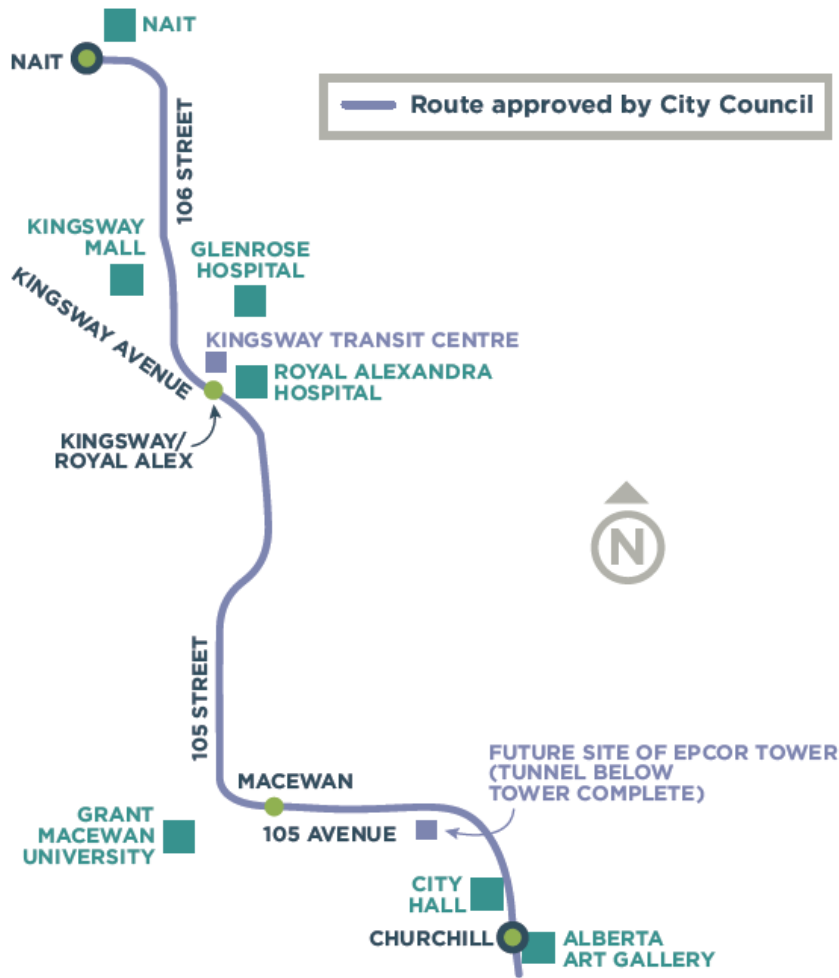 NAIT
NAIT
Route approved by City Council
106 STREET
KINGSWAY
MALL
GLENROSE
HOSPITAL
KINGSWAY AVENUE
KINGSWAY TRANSIT CENTRE
ROYAL ALEXANDRA
HOSPITAL
KINGSWAY/
ROYAL ALEX
N
105 STREET
FUTURE SITE OF EPCOR TOWER
(TUNNEL BELOW
TOWER COMPLETE)
MACEWAN
GRANT
MACEWAN
UNIVERSITY
105 AVENUE
CITY
HALL
CHURCHILL
ALBERTA
ART GALLERY